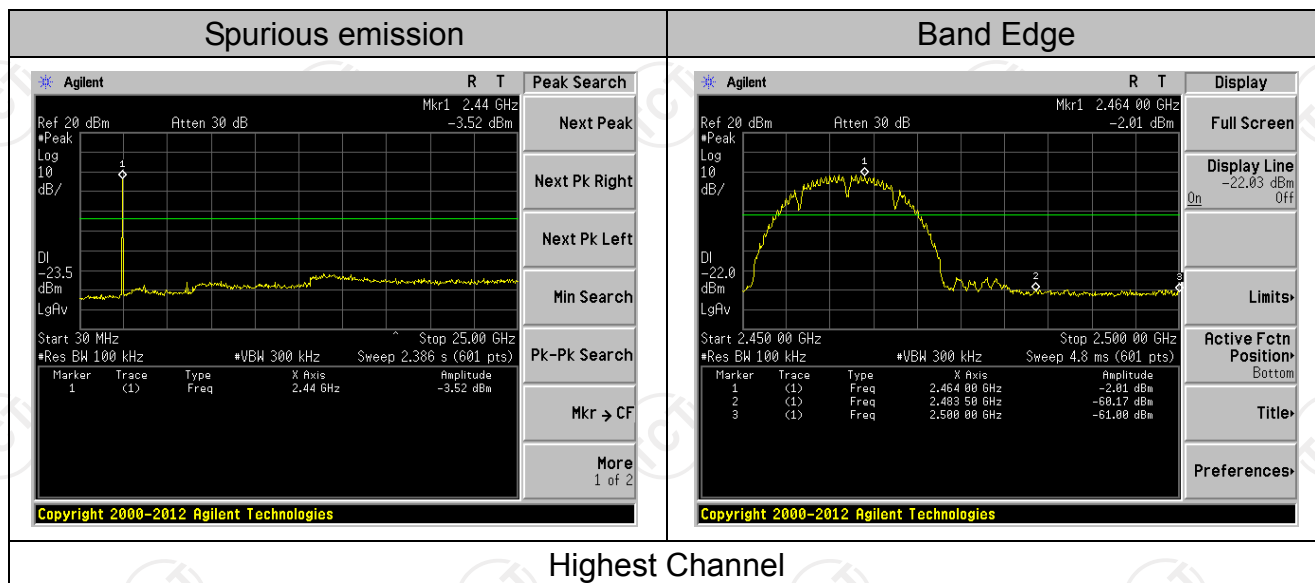 Spurious emission
Band Edge
Agilent
R T
Peak Search
Mkr1 2.44 GHz
Ref 20 dBm Atten 30 dB -3.52 dBm
#Peak
Log
10
dB/
1
DI
-23.5
dBm
LgAv
Start 30 MHz ^ Stop 25.00 GHz
#Res BW 100 kHz #VBW 300 kHz Sweep 2.386 s (601 pts)
Marker Trace Type X Axis Amplitude
1 (1) Freq 2.44 GHz -3.52 dBm
Next Peak
Next Pk Right
Next Pk Left
Min Search
Pk-Pk Search
Mkr → CF
More
1 of 2
Copyright 2000-2012 Agilent Technologies
Agilent
R T
Display
Mkr1 2.464 00 GHz
Ref 20 dBm Atten 30 dB -2.01 dBm
#Peak
Log
10
dB/
1
DI
-22.0
dBm
LgAv
2
3
Start 2.450 00 GHz Stop 2.500 00 GHz
#Res BW 100 kHz #VBW 300 kHz Sweep 4.8 ms (601 pts)
Marker Trace Type X Axis Amplitude
1 (1) Freq 2.464 00 GHz -2.01 dBm
2 (1) Freq 2.483 50 GHz -60.17 dBm
3 (1) Freq 2.500 00 GHz -61.00 dBm
Full Screen
Display Line
-22.03 dBm
On Off
Limits▸
Active Fctn
Position▸
Bottom
Title▸
Preferences▸
Copyright 2000-2012 Agilent Technologies
Highest Channel